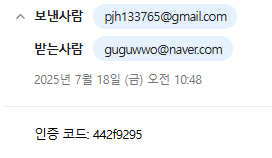 보낸사람 pjh133765@gmail.com
받는사람 guguwwo@naver.com
2025년 7월 18일 (금) 오전 10:48
인증 코드: 442f9295